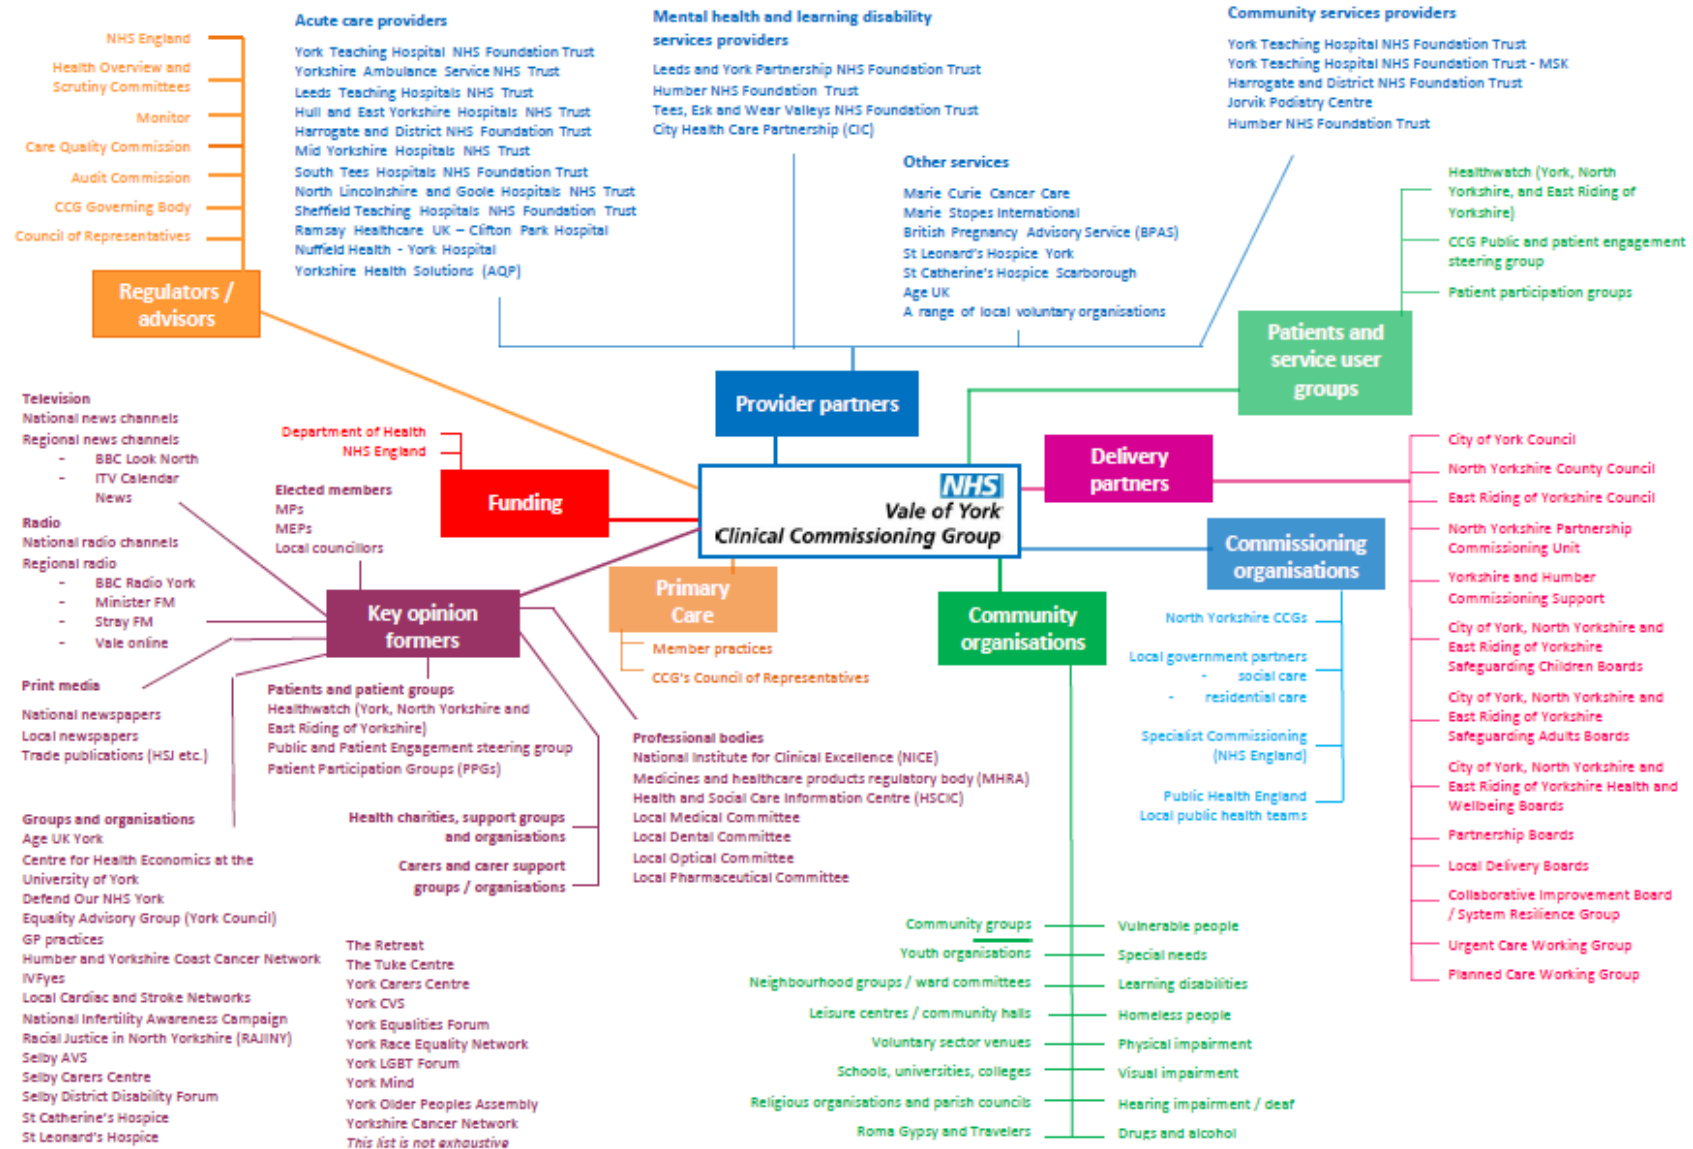 NHS England
Health Overview and
Scrutiny Committees
Monitor
Care Quality Commission
Audit Commission
CCG Governing Body
Council of Representatives
Regulators /
advisors
Acute care providers
York Teaching Hospital NHS Foundation Trust
Yorkshire Ambulance Service NHS Trust
Leeds Teaching Hospitals NHS Trust
Hull and East Yorkshire Hospitals NHS Trust
Harrogate and District NHS Foundation Trust
Mid Yorkshire Hospitals NHS Trust
South Tees Hospitals NHS Foundation Trust
North Lincolnshire and Goole Hospitals NHS Trust
Sheffield Teaching Hospitals NHS Foundation Trust
Ramsay Healthcare UK – Clifton Park Hospital
Nuffield Health - York Hospital
Yorkshire Health Solutions (AQP)
Mental health and learning disability
services providers
Leeds and York Partnership NHS Foundation Trust
Humber NHS Foundation Trust
Tees, Esk and Wear Valleys NHS Foundation Trust
City Health Care Partnership (CIC)
Other services
Marie Curie Cancer Care
Marie Stopes International
British Pregnancy Advisory Service (BPAS)
St Leonard's Hospice York
St Catherine's Hospice Scarborough
Age UK
A range of local voluntary organisations
Community services providers
York Teaching Hospital NHS Foundation Trust
York Teaching Hospital NHS Foundation Trust - MSK
Harrogate and District NHS Foundation Trust
Jorvik Podiatry Centre
Humber NHS Foundation Trust
Healthwatch (York, North
Yorkshire, and East Riding of
Yorkshire)
CCG Public and patient engagement
steering group
Patient participation groups
Patients and
service user
groups
Provider partners
Department of Health
NHS England
Funding
NHS
Vale of York
Clinical Commissioning Group
Delivery
partners
City of York Council
North Yorkshire County Council
East Riding of Yorkshire Council
North Yorkshire Partnership
Commissioning Unit
Yorkshire and Humber
Commissioning Support
City of York, North Yorkshire and
East Riding of Yorkshire
Safeguarding Children Boards
City of York, North Yorkshire and
East Riding of Yorkshire
Safeguarding Adults Boards
City of York, North Yorkshire and
East Riding of Yorkshire Health and
Wellbeing Boards
Partnership Boards
Local Delivery Boards
Collaborative Improvement Board
/ System Resilience Group
Urgent Care Working Group
Planned Care Working Group
Commissioning
organisations
North Yorkshire CCGs
Local government partners
- social care
- residential care
Specialist Commissioning
(NHS England)
Public Health England
Local public health teams
Primary
Care
Member practices
CCG's Council of Representatives
Community
organisations
Community groups
Youth organisations
Neighbourhood groups / ward committees
Leisure centres / community halls
Voluntary sector venues
Schools, universities, colleges
Religious organisations and parish councils
Roma Gypsy and Travelers
Vulnerable people
Special needs
Learning disabilities
Homeless people
Physical impairment
Visual impairment
Hearing impairment / deaf
Drugs and alcohol
Key opinion
formers
Television
National news channels
Regional news channels
- BBC Look North
- ITV Calendar
News
Radio
National radio channels
Regional radio
- BBC Radio York
- Minister FM
- Stray FM
- Vale online
Print media
National newspapers
Local newspapers
Trade publications (HSJ etc.)
Elected members
MPs
MEPs
Local councillors
Patients and patient groups
Healthwatch (York, North Yorkshire and
East Riding of Yorkshire)
Public and Patient Engagement steering group
Patient Participation Groups (PPGs)
Health charities, support groups
and organisations
Carers and carer support
groups / organisations
Professional bodies
National Institute for Clinical Excellence (NICE)
Medicines and healthcare products regulatory body (MHRA)
Health and Social Care Information Centre (HSCIC)
Local Medical Committee
Local Dental Committee
Local Optical Committee
Local Pharmaceutical Committee
Groups and organisations
Age UK York
Centre for Health Economics at the
University of York
Defend Our NHS York
Equality Advisory Group (York Council)
GP practices
Humber and Yorkshire Coast Cancer Network
IVFyes
Local Cardiac and Stroke Networks
National Infertility Awareness Campaign
Racial Justice in North Yorkshire (RAJINY)
Selby AVS
Selby Carers Centre
Selby District Disability Forum
St Catherine's Hospice
St Leonard's Hospice
The Retreat
The Tuke Centre
York Carers Centre
York CVS
York Equalities Forum
York Race Equality Network
York LGBT Forum
York Mind
York Older Peoples Assembly
Yorkshire Cancer Network
This list is not exhaustive